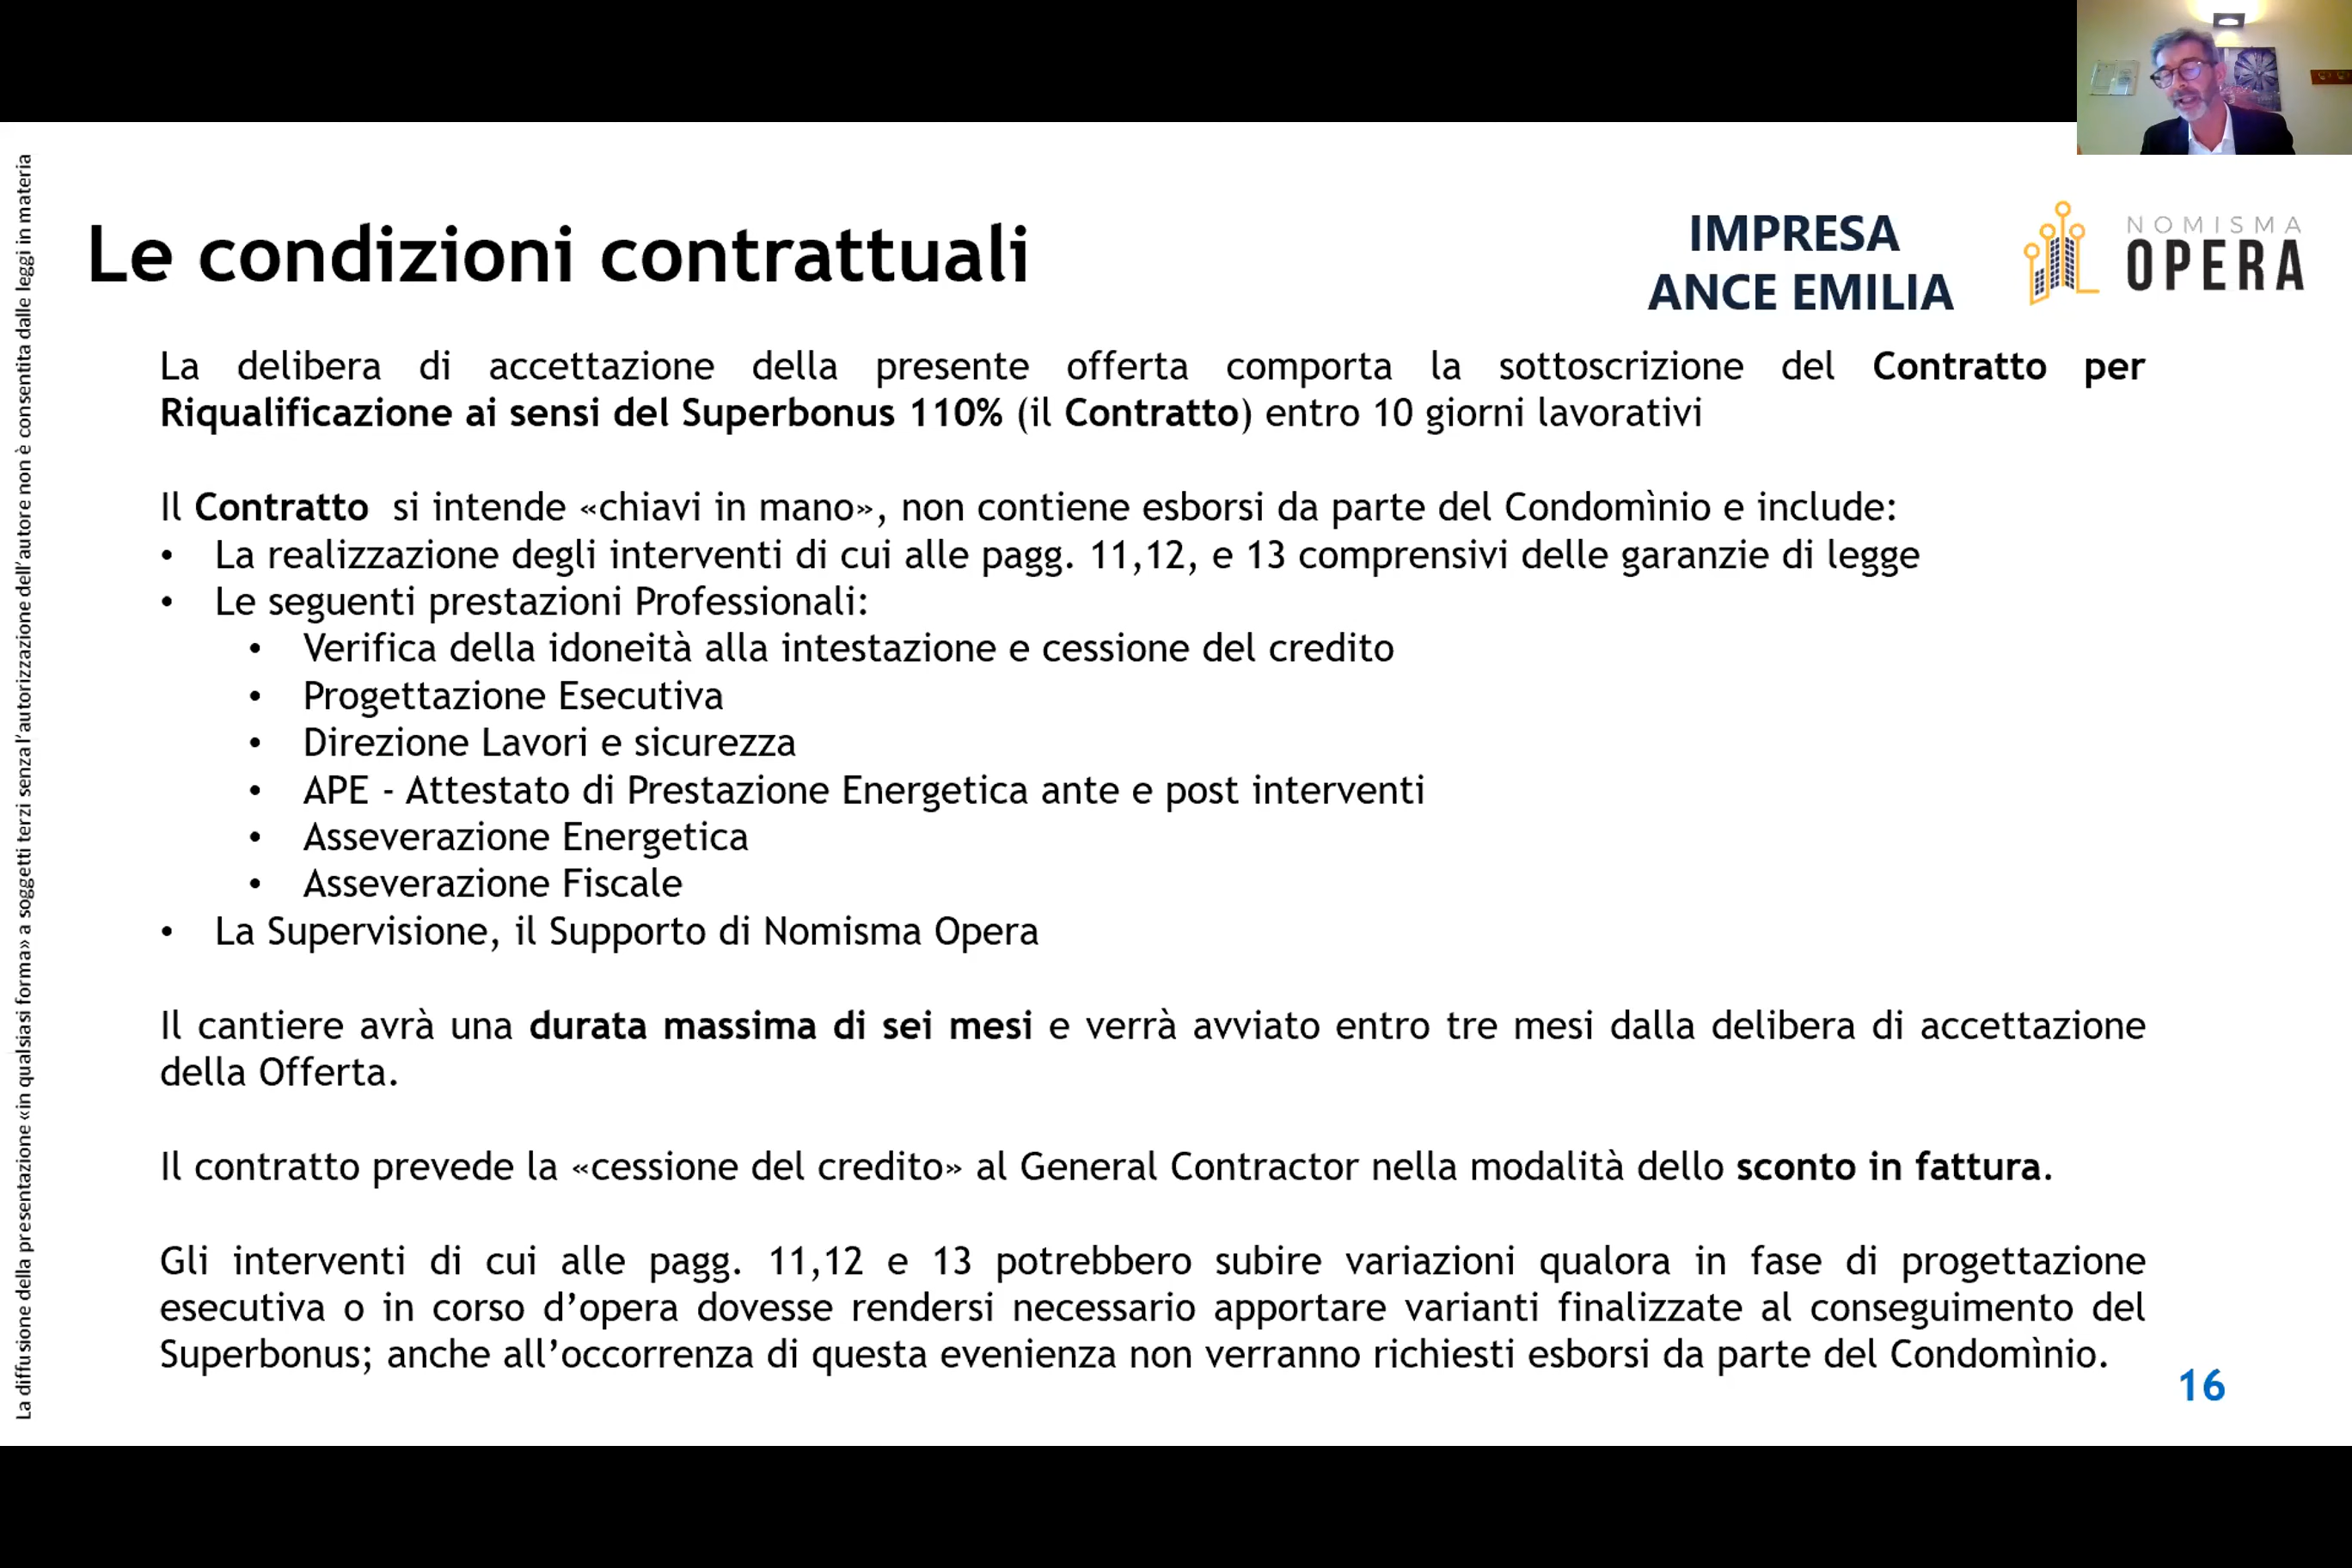 La diffusione della presentazione «in qualsiasi forma» a soggetti terzi senza l'autorizzazione dell'autore non è consentita dalle leggi in materia
Le condizioni contrattuali
IMPRESA
ANCE EMILIA
NOMISMA
OPERA
La delibera di accettazione della presente offerta comporta la sottoscrizione del Contratto per
Riqualificazione ai sensi del Superbonus 110% (il Contratto) entro 10 giorni lavorativi
Il Contratto si intende «chiavi in mano», non contiene esborsi da parte del Condomìnio e include:
• La realizzazione degli interventi di cui alle pagg. 11,12, e 13 comprensivi delle garanzie di legge
• Le seguenti prestazioni Professionali:
• Verifica della idoneità alla intestazione e cessione del credito
• Progettazione Esecutiva
• Direzione Lavori e sicurezza
• APE - Attestato di Prestazione Energetica ante e post interventi
• Asseverazione Energetica
• Asseverazione Fiscale
• La Supervisione, il Supporto di Nomisma Opera
Il cantiere avrà una durata massima di sei mesi e verrà avviato entro tre mesi dalla delibera di accettazione
della Offerta.
Il contratto prevede la «cessione del credito» al General Contractor nella modalità dello sconto in fattura.
Gli interventi di cui alle pagg. 11,12 e 13 potrebbero subire variazioni qualora in fase di progettazione
esecutiva o in corso d'opera dovesse rendersi necessario apportare varianti finalizzate al conseguimento del
Superbonus; anche all'occorrenza di questa evenienza non verranno richiesti esborsi da parte del Condomìnio.
16